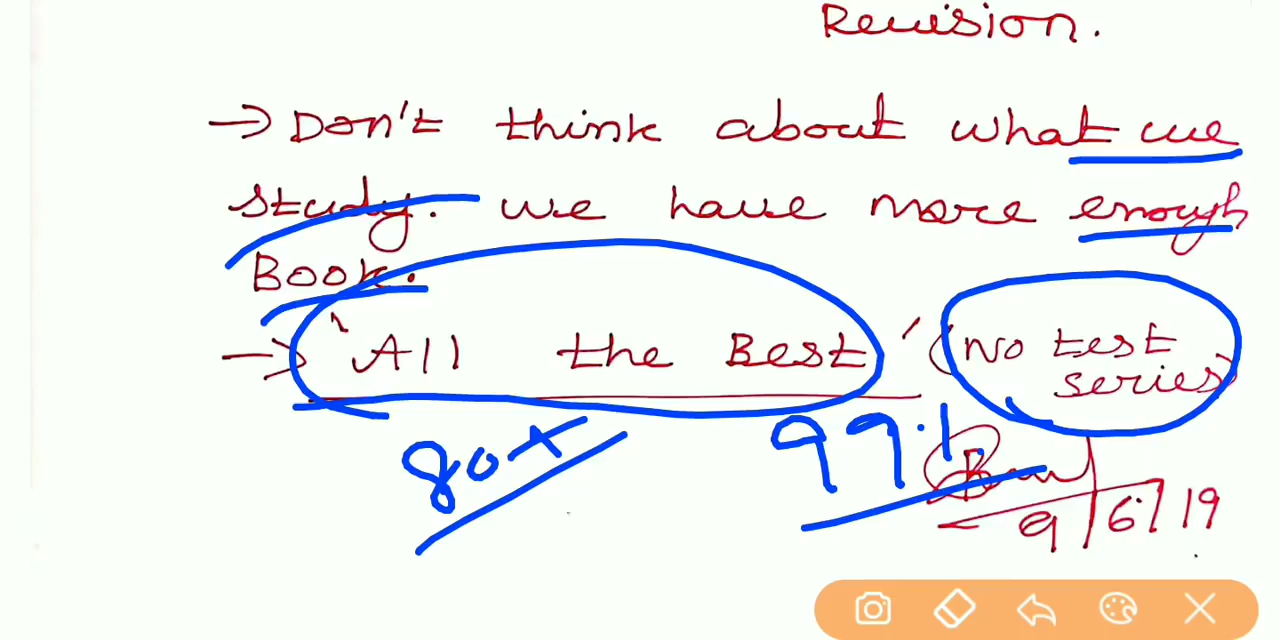 Revision.
→ Don't think about what we
study. we have more enough
Book.
→ 'All the Best' (No test
series)
80+ 99.1
9/6/19